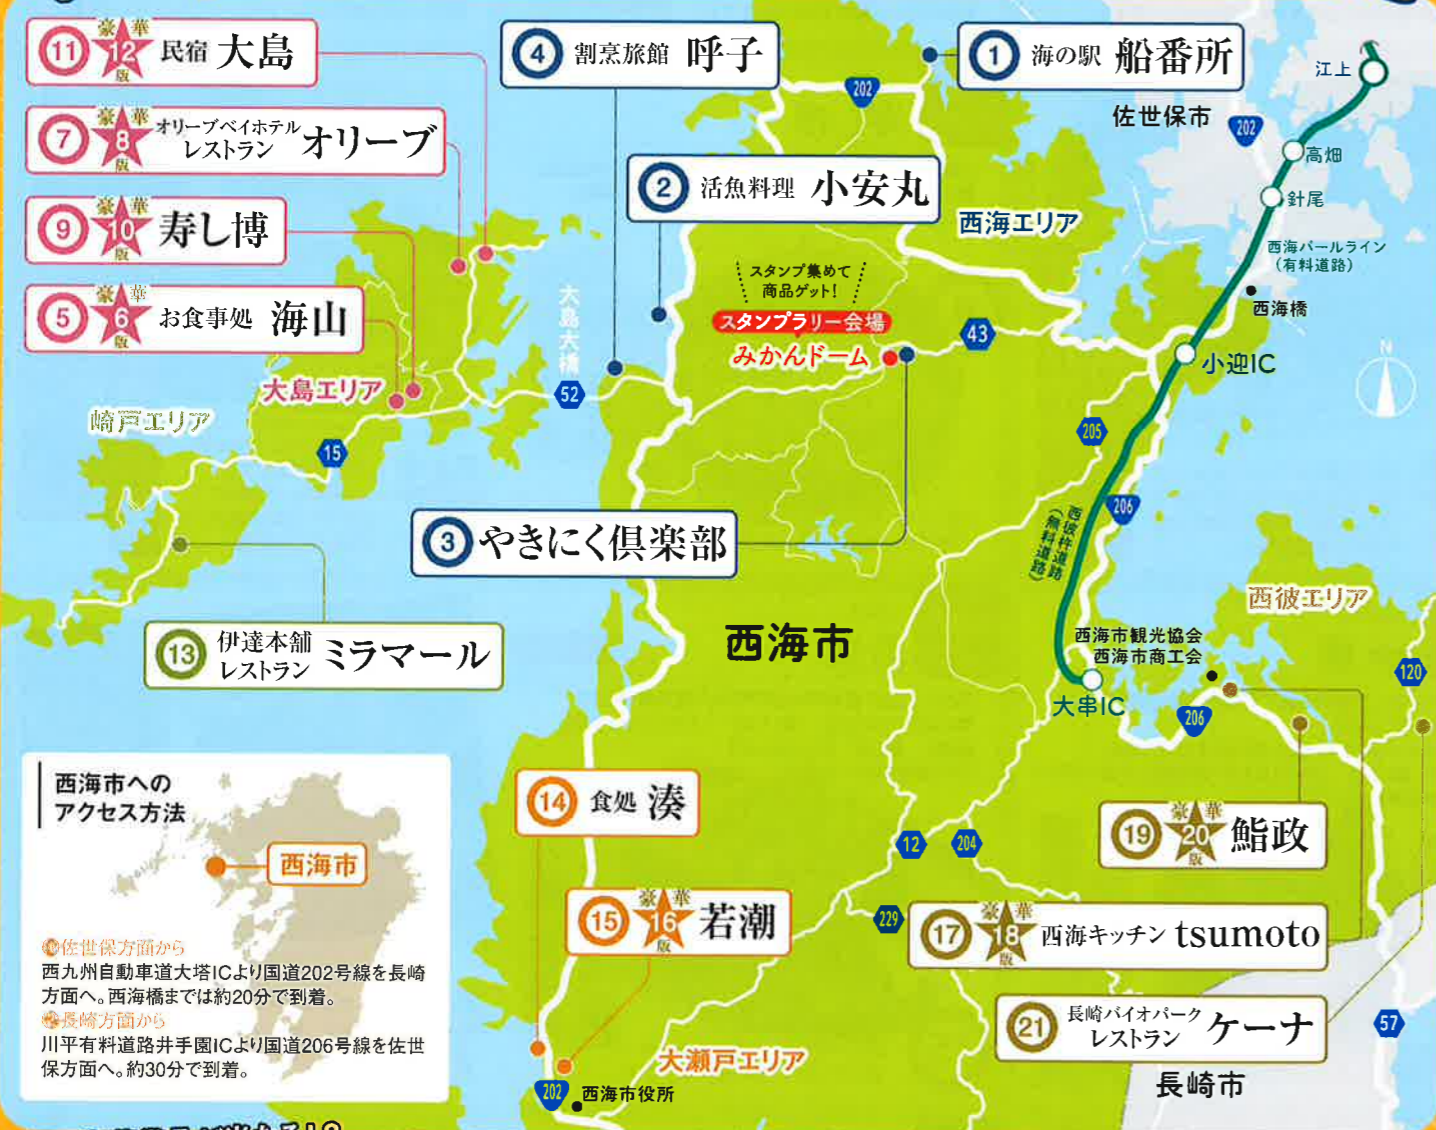 ⑪ 豪華12版 民宿 大島
④ 割烹旅館 呼子
① 海の駅 船番所
江上
佐世保市
202
202
高畑
針尾
⑦ 豪華8版 オリーブベイホテル
レストラン オリーブ
② 活魚料理 小安丸
西海エリア
西海パールライン
(有料道路)
西海橋
⑨ 豪華10版 寿し博
⑤ 豪華6版 お食事処 海山
大島大橋
スタンプ集めて
商品ゲット!
スタンプラリー会場
みかんドーム
43
小迎IC
N
大島エリア
崎戸エリア
52
15
205
206
西彼杵道路
(無料道路)
③ やきにく倶楽部
⑬ 伊達本舗
レストラン ミラマール
西海市
西彼エリア
西海市観光協会
西海市商工会
大串IC
206
120
西海市への
アクセス方法
西海市
佐世保方面から
西九州自動車道大塔ICより国道202号線を長崎
方面へ。西海橋までは約20分で到着。
長崎方面から
川平有料道路井手園ICより国道206号線を佐世
保方面へ。約30分で到着。
⑭ 食処 湊
⑮ 豪華16版 若潮
12
204
229
⑲ 豪華20版 鮨政
⑰ 豪華18版 西海キッチン tsumoto
㉑ 長崎バイオパーク
レストラン ケーナ
57
長崎市
大瀬戸エリア
202
西海市役所